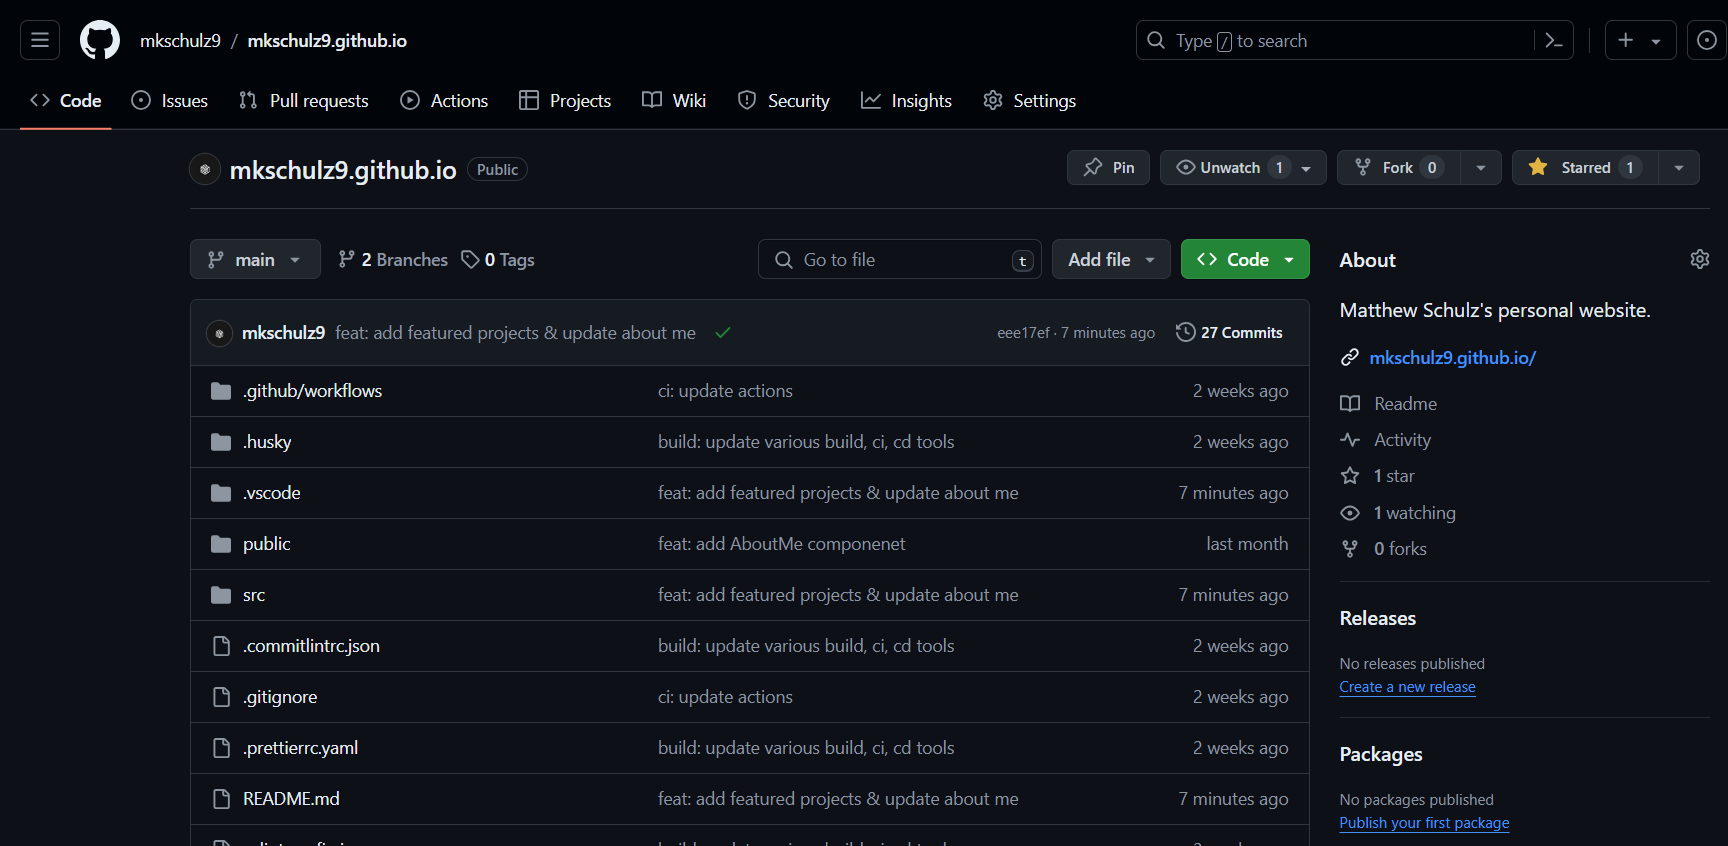 mkschulz9 / mkschulz9.github.io
Type / to search
Code Issues Pull requests Actions Projects Wiki Security Insights Settings
mkschulz9.github.io Public
Pin Unwatch 1 Fork 0 Starred 1
main 2 Branches 0 Tags
Go to file t Add file Code
mkschulz9 feat: add featured projects & update about me eee17ef · 7 minutes ago 27 Commits
.github/workflows ci: update actions 2 weeks ago
.husky build: update various build, ci, cd tools 2 weeks ago
.vscode feat: add featured projects & update about me 7 minutes ago
public feat: add AboutMe componenet last month
src feat: add featured projects & update about me 7 minutes ago
.commitlintrc.json build: update various build, ci, cd tools 2 weeks ago
.gitignore ci: update actions 2 weeks ago
.prettierrc.yaml build: update various build, ci, cd tools 2 weeks ago
README.md feat: add featured projects & update about me 7 minutes ago
About
Matthew Schulz's personal website.
mkschulz9.github.io/
Readme
Activity
1 star
1 watching
0 forks
Releases
No releases published
Create a new release
Packages
No packages published
Publish your first package